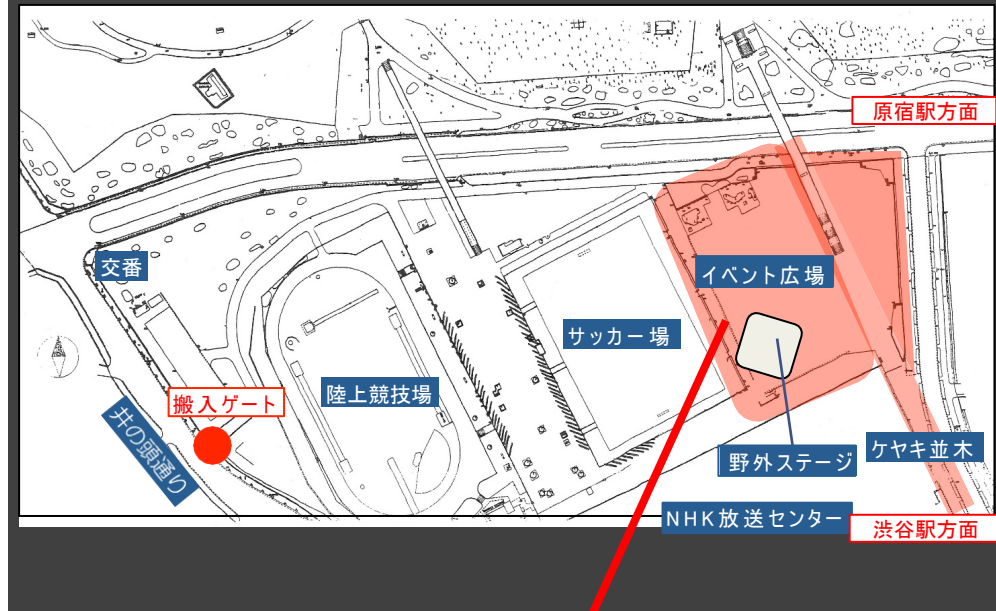 原宿駅方面
交番
イベント広場
サッカー場
陸上競技場
搬入ゲート
井の頭通り
野外ステージ
ケヤキ並木
NHK放送センター
渋谷駅方面